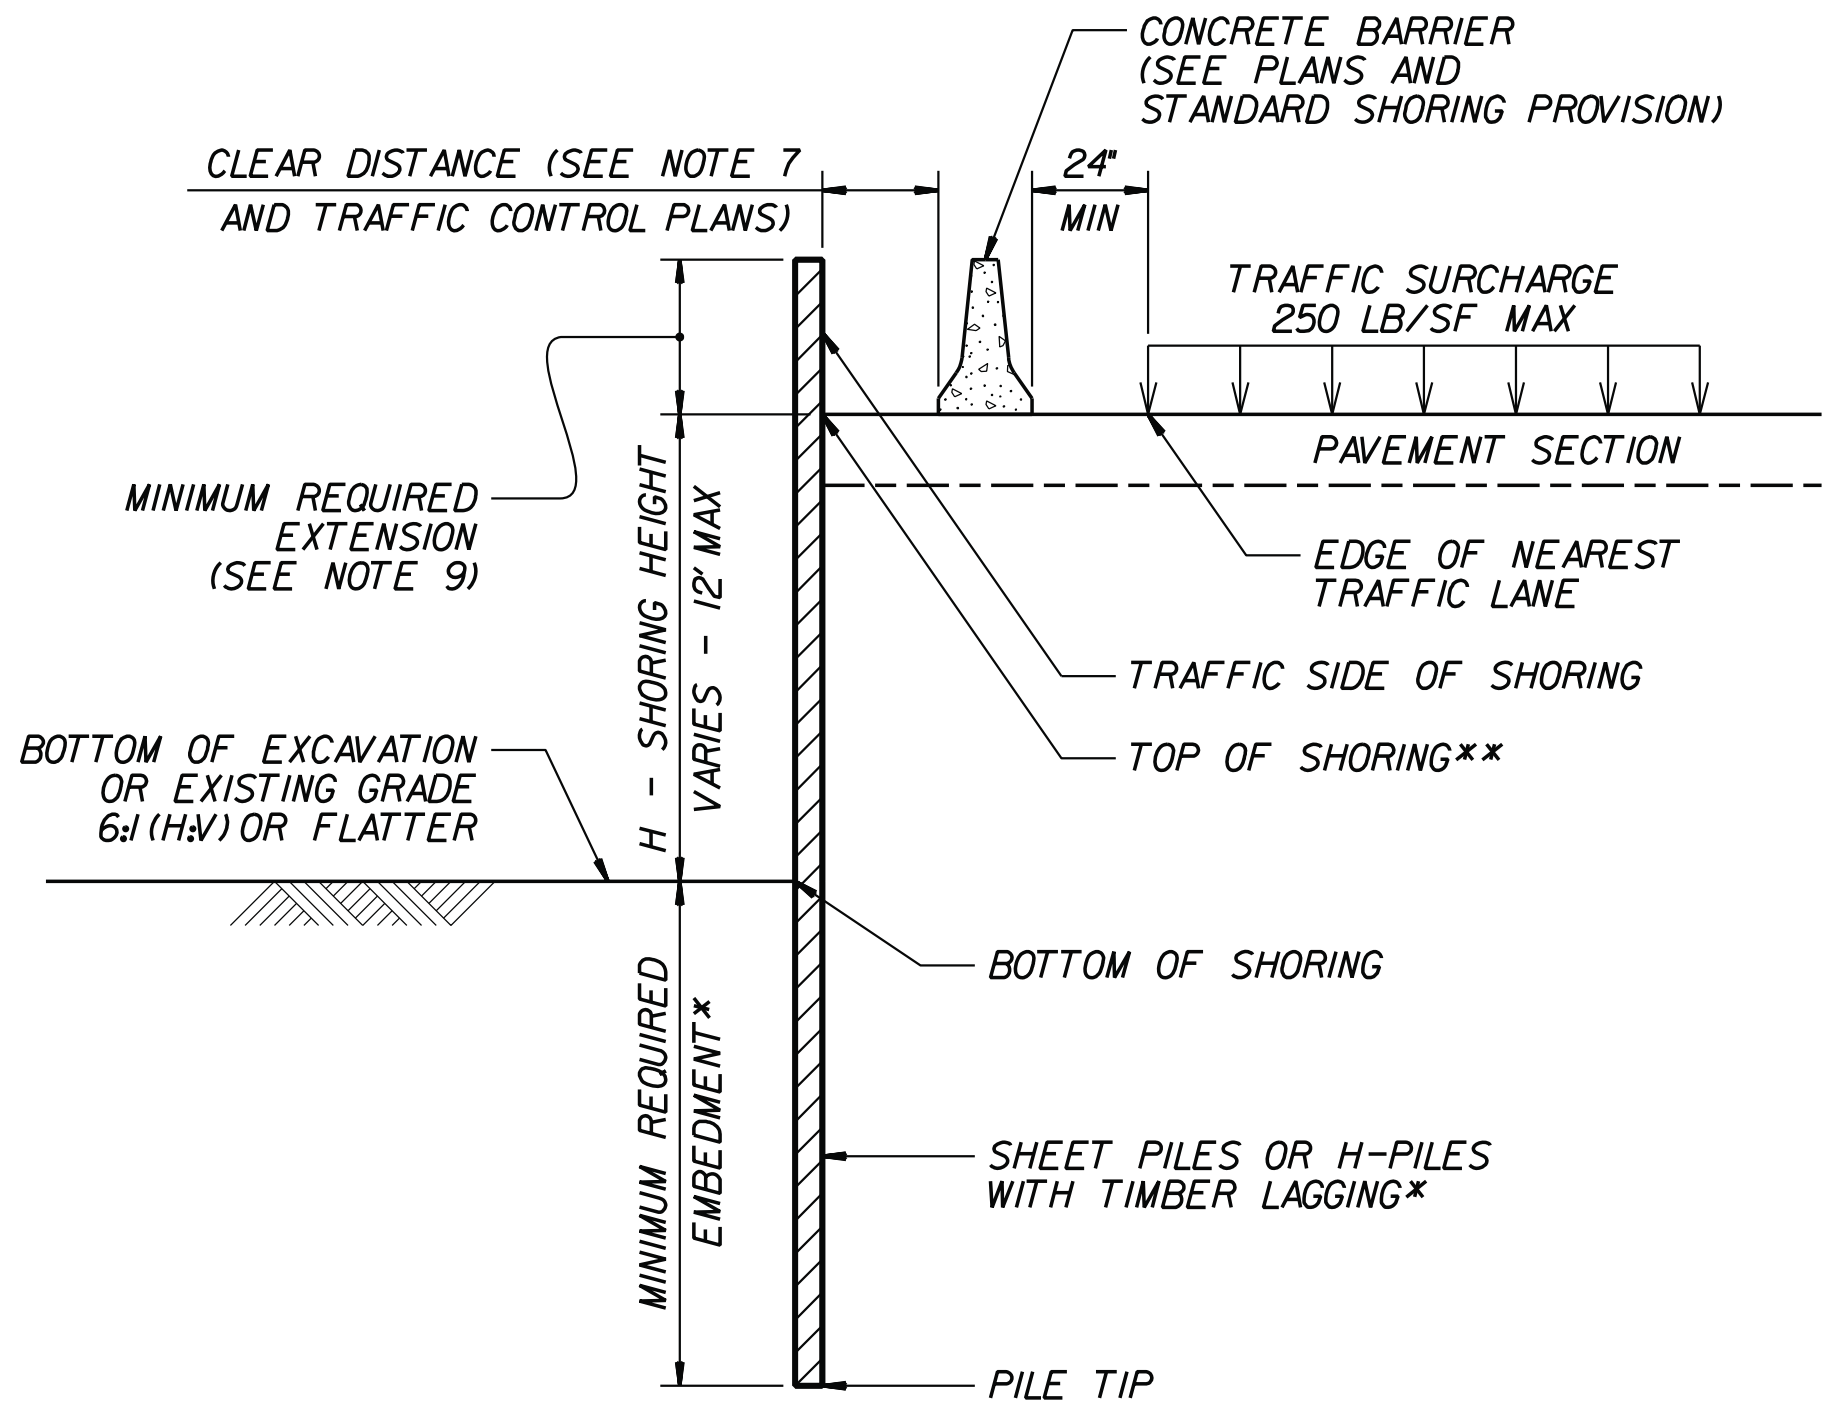 CONCRETE BARRIER
(SEE PLANS AND
STANDARD SHORING PROVISION)
CLEAR DISTANCE (SEE NOTE 7
AND TRAFFIC CONTROL PLANS)
24"
MIN
TRAFFIC SURCHARGE
250 LB/SF MAX
PAVEMENT SECTION
MINIMUM REQUIRED
EXTENSION
(SEE NOTE 9)
H - SHORING HEIGHT
VARIES - 12' MAX
EDGE OF NEAREST
TRAFFIC LANE
TRAFFIC SIDE OF SHORING
TOP OF SHORING**
BOTTOM OF EXCAVATION
OR EXISTING GRADE
6:1 (H:V) OR FLATTER
BOTTOM OF SHORING
MINIMUM REQUIRED
EMBEDMENT*
SHEET PILES OR H-PILES
WITH TIMBER LAGGING*
PILE TIP